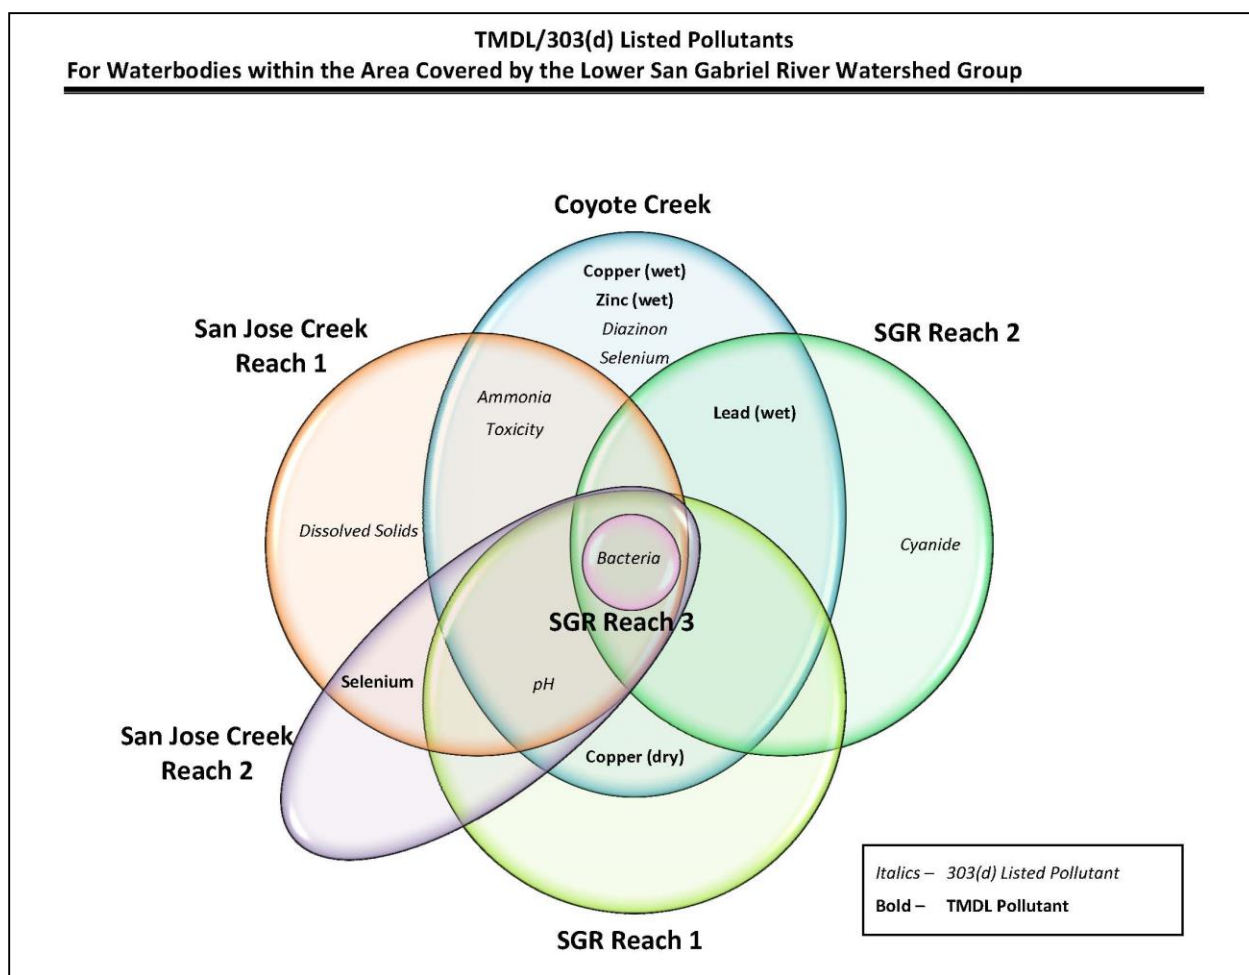 TMDL/303(d) Listed Pollutants
For Waterbodies within the Area Covered by the Lower San Gabriel River Watershed Group
Coyote Creek
Copper (wet)
Zinc (wet)
Diazinon
Selenium
San Jose Creek
Reach 1
SGR Reach 2
Ammonia
Toxicity
Lead (wet)
Dissolved Solids
Bacteria
Cyanide
SGR Reach 3
Selenium
pH
San Jose Creek
Reach 2
Copper (dry)
SGR Reach 1
Italics – 303(d) Listed Pollutant
Bold – TMDL Pollutant